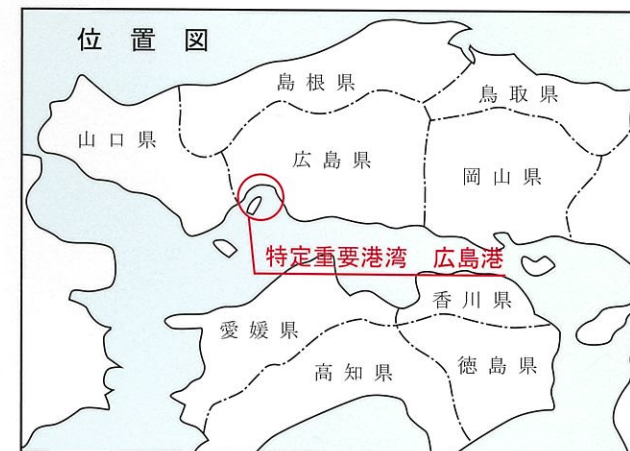 位置図
島根県
鳥取県
山口県
広島県
岡山県
特定重要港湾 広島港
香川県
愛媛県
高知県
徳島県